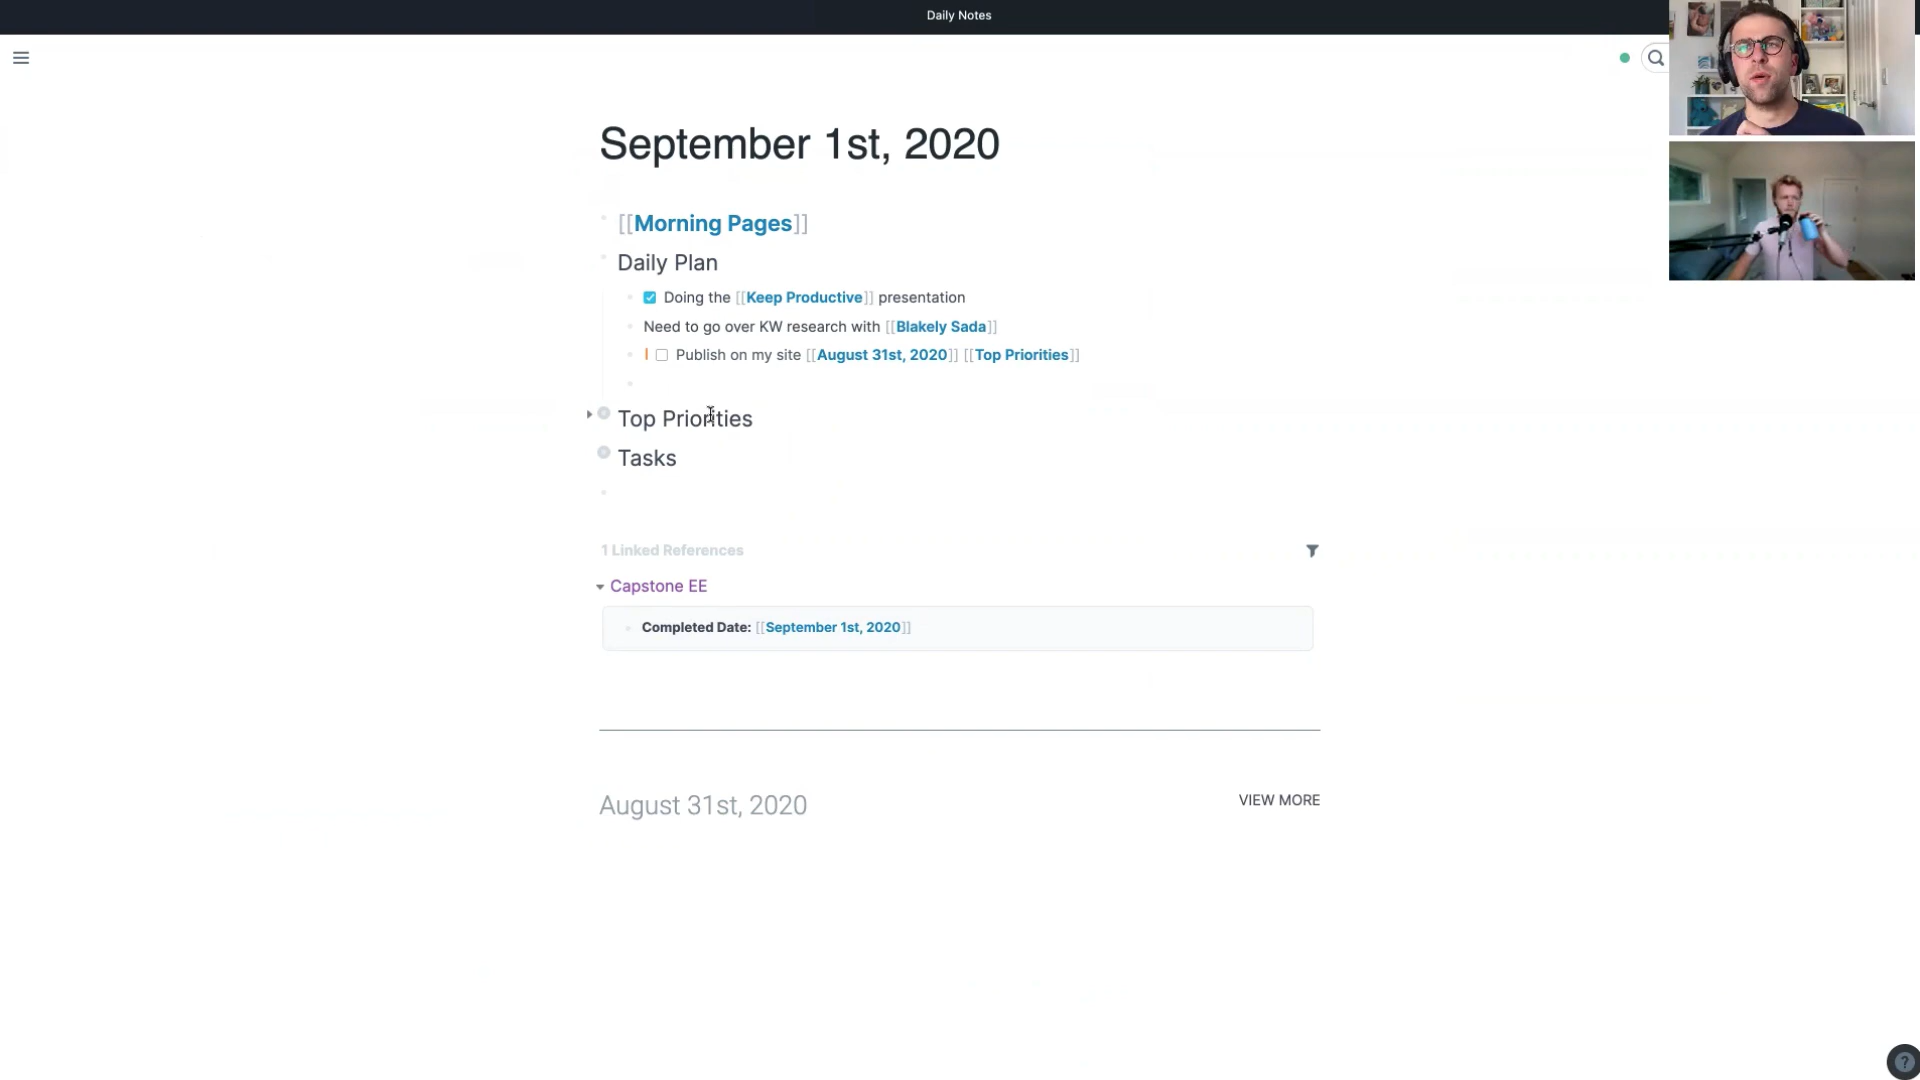 Daily Notes
September 1st, 2020
[[Morning Pages]]
Daily Plan
Doing the [[Keep Productive]] presentation
Need to go over KW research with [[Blakely Sada]]
! Publish on my site [[August 31st, 2020]] [[Top Priorities]]
Top Priorities
Tasks
1 Linked References
Capstone EE
Completed Date: [[September 1st, 2020]]
August 31st, 2020
VIEW MORE
?